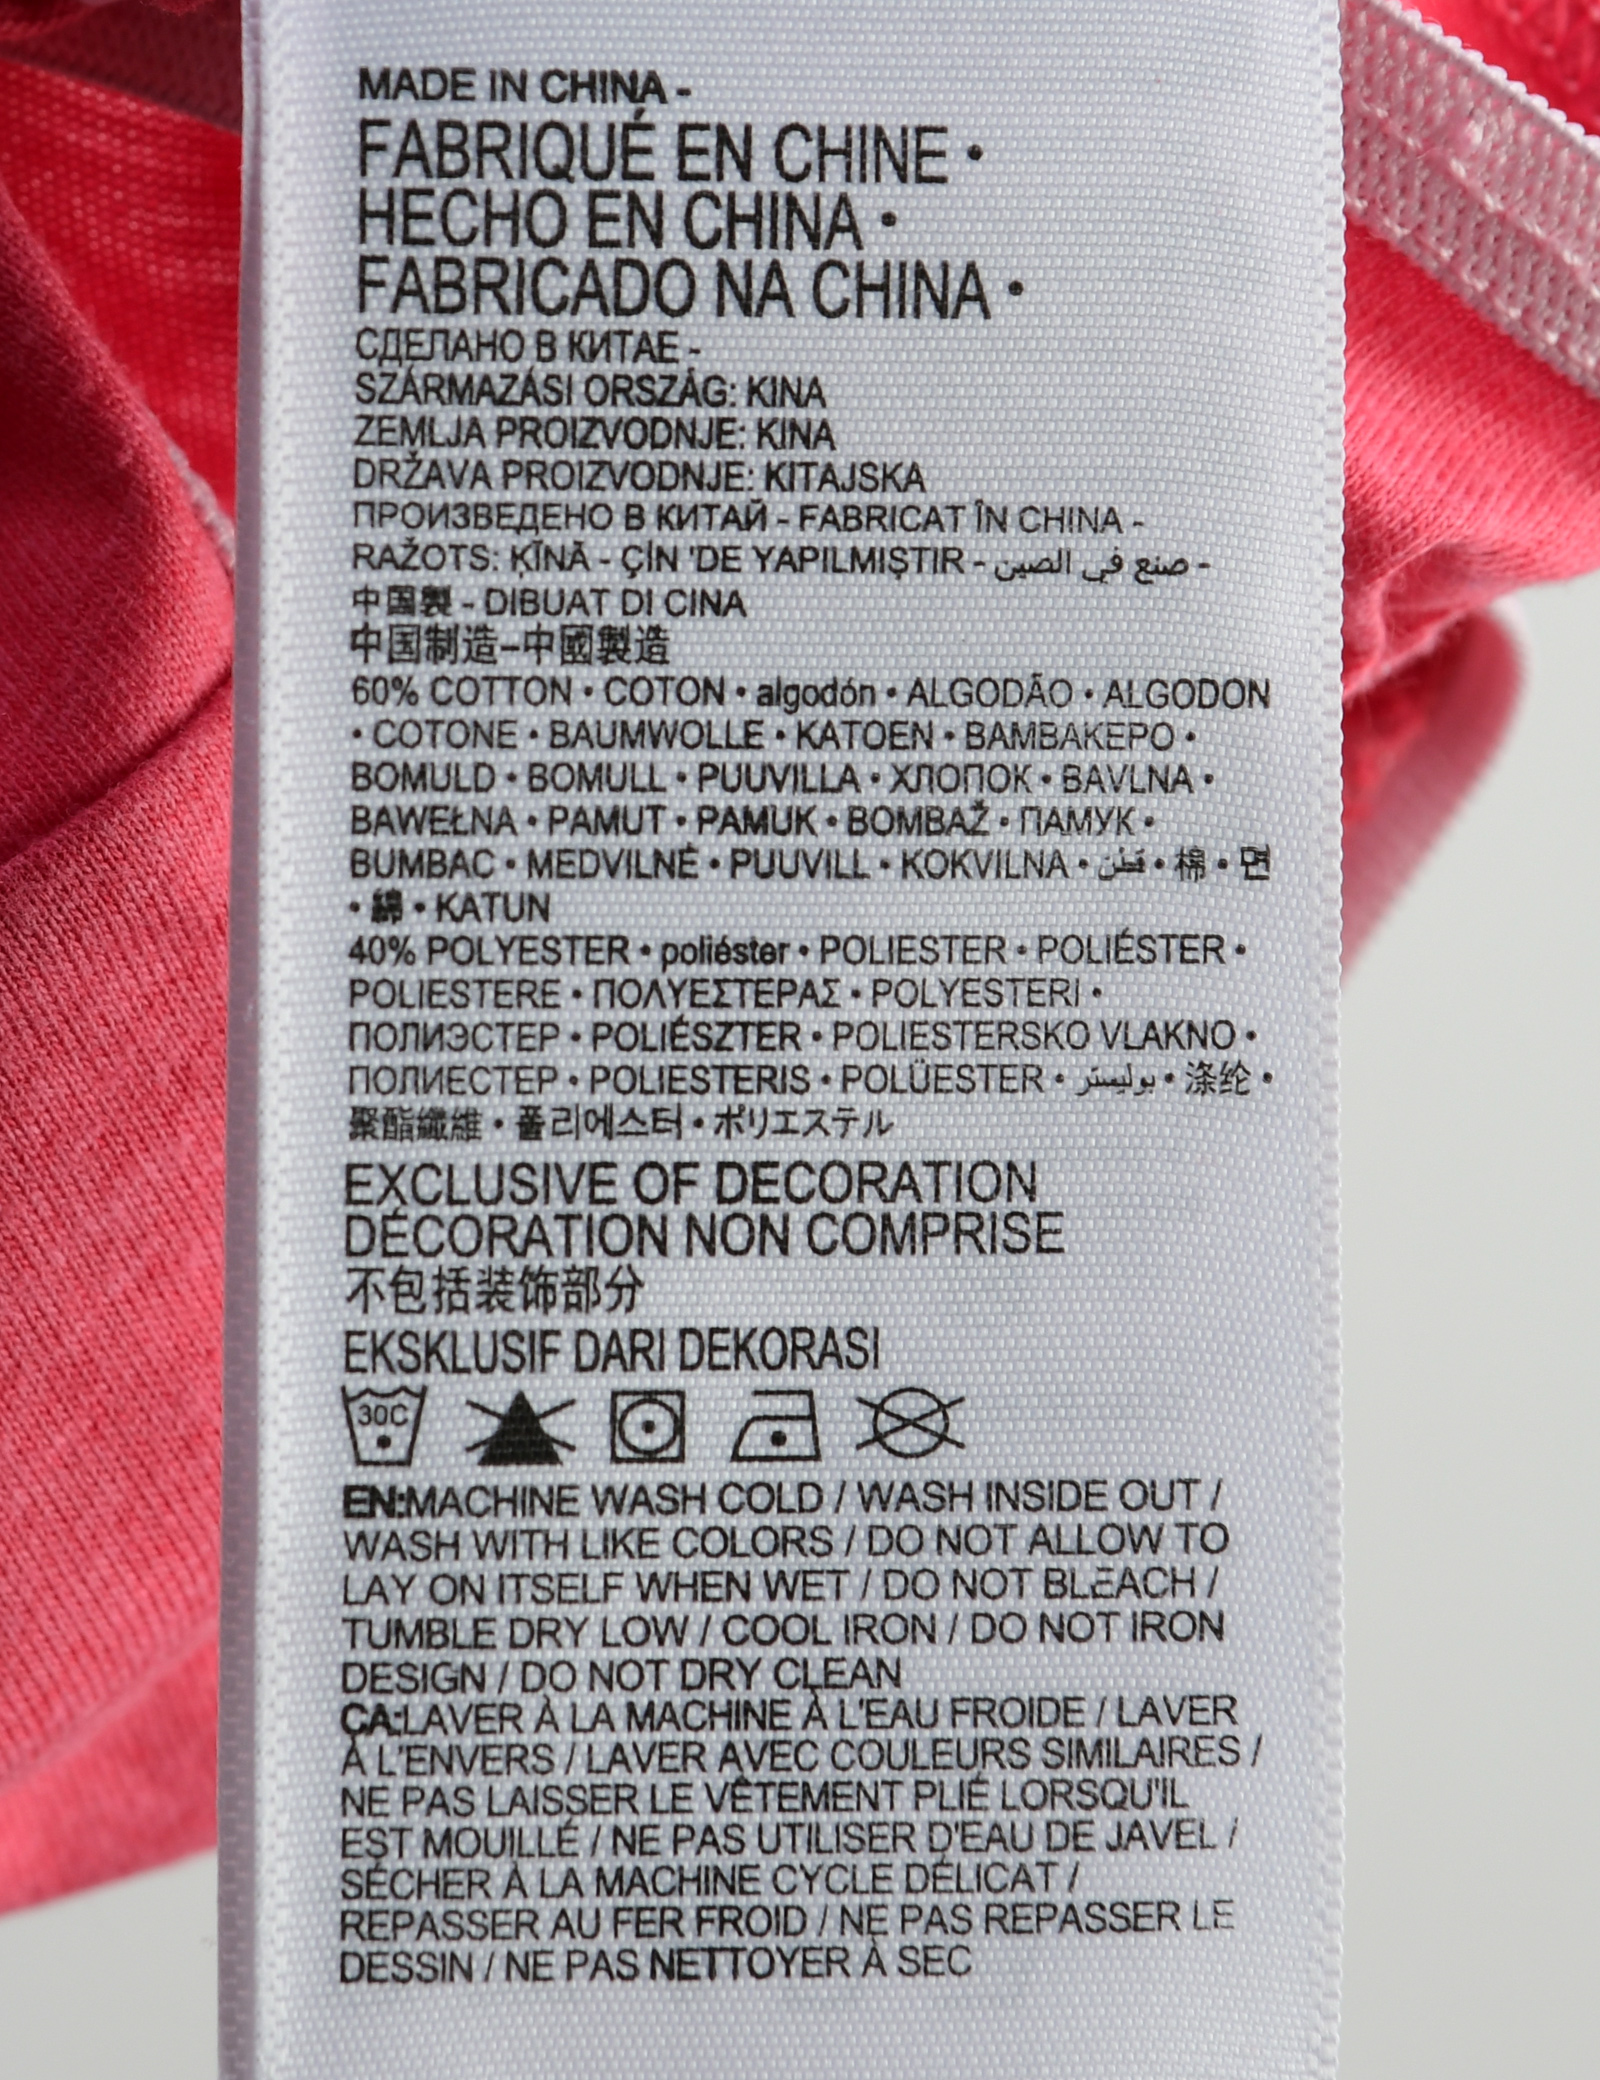 MADE IN CHINA -
FABRIQUÉ EN CHINE •
HECHO EN CHINA •
FABRICADO NA CHINA •
СДЕЛАНО В КИТАЕ -
SZÁRMAZÁSI ORSZÁG: KINA
ZEMLJA PROIZVODNJE: KINA
DRŽAVA PROIZVODNJE: KITAJSKA
ПРОИЗВЕДЕНО В КИТАЙ - FABRICAT ÎN CHINA -
RAŽOTS: ĶĪNĀ - ÇİN 'DE YAPILMIŞTIR - صنع في الصين -
中国製 - DIBUAT DI CINA
中国制造–中國製造
60% COTTON • COTON • algodón • ALGODÃO • ALGODON
• COTONE • BAUMWOLLE • KATOEN • ΒΑΜΒΑΚΕΡΟ •
BOMULD • BOMULL • PUUVILLA • ХЛОПОК • BAVLNA •
BAWEŁNA • PAMUT • PAMUK • BOMBAŽ • ПАМУК •
BUMBAC • MEDVILNĖ • PUUVILL • KOKVILNA • قطن • 棉 • 면
• 綿 • KATUN
40% POLYESTER • poliéster • POLIESTER • POLIÉSTER •
POLIESTERE • ΠΟΛΥΕΣΤΕΡΑΣ • POLYESTERI •
ПОЛИЭСТЕР • POLIÉSZTER • POLIESTERSKO VLAKNO •
ПОЛИЕСТЕР • POLIESTERIS • POLÜESTER • بوليستر • 涤纶 •
聚酯纖維 • 폴리에스터 • ポリエステル
EXCLUSIVE OF DECORATION
DÉCORATION NON COMPRISE
不包括装饰部分
EKSKLUSIF DARI DEKORASI
30C
EN:MACHINE WASH COLD / WASH INSIDE OUT /
WASH WITH LIKE COLORS / DO NOT ALLOW TO
LAY ON ITSELF WHEN WET / DO NOT BLEACH /
TUMBLE DRY LOW / COOL IRON / DO NOT IRON
DESIGN / DO NOT DRY CLEAN
CA:LAVER À LA MACHINE À L'EAU FROIDE / LAVER
À L'ENVERS / LAVER AVEC COULEURS SIMILAIRES /
NE PAS LAISSER LE VÊTEMENT PLIÉ LORSQU'IL
EST MOUILLÉ / NE PAS UTILISER D'EAU DE JAVEL /
SÉCHER À LA MACHINE CYCLE DÉLICAT /
REPASSER AU FER FROID / NE PAS REPASSER LE
DESSIN / NE PAS NETTOYER À SEC